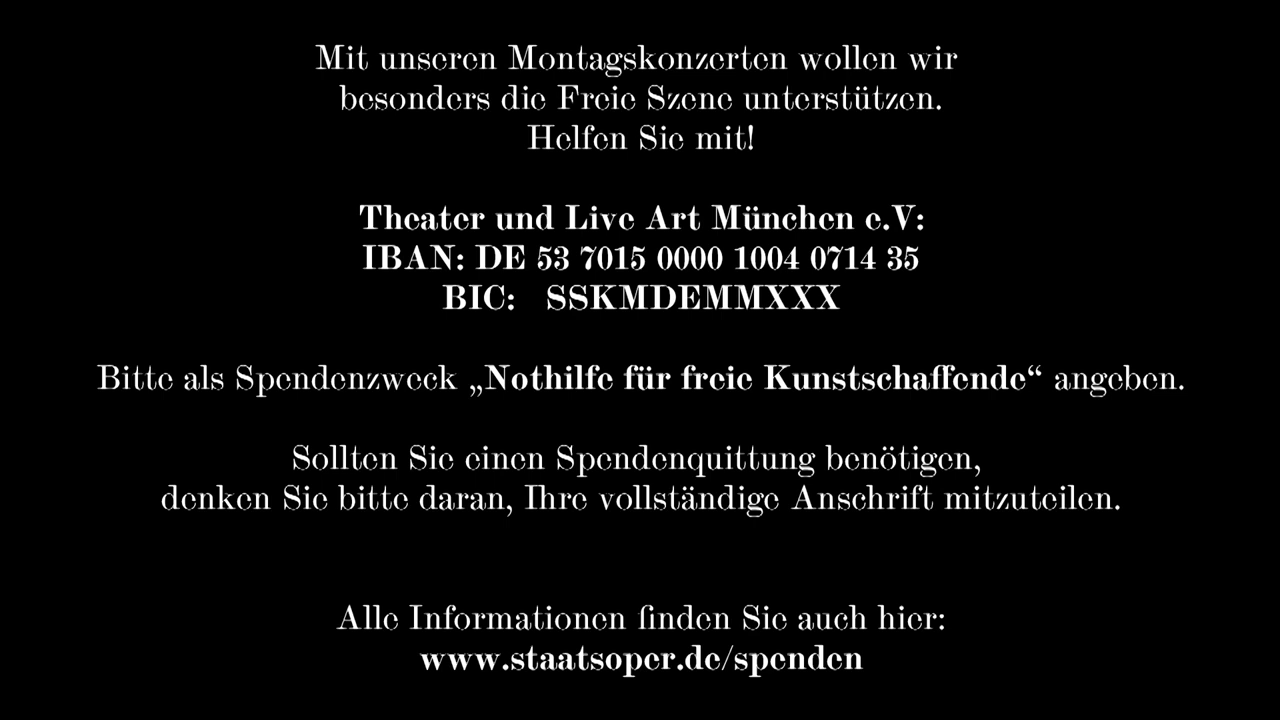 Mit unseren Montagskonzerten wollen wir
besonders die Freie Szene unterstützen.
Helfen Sie mit!
Theater und Live Art München e.V:
IBAN: DE 53 7015 0000 1004 0714 35
BIC: SSKMDEMMXXX
Bitte als Spendenzweck „Nothilfe für freie Kunstschaffende“ angeben.
Sollten Sie einen Spendenquittung benötigen,
denken Sie bitte daran, Ihre vollständige Anschrift mitzuteilen.
Alle Informationen finden Sie auch hier:
www.staatsoper.de/spenden